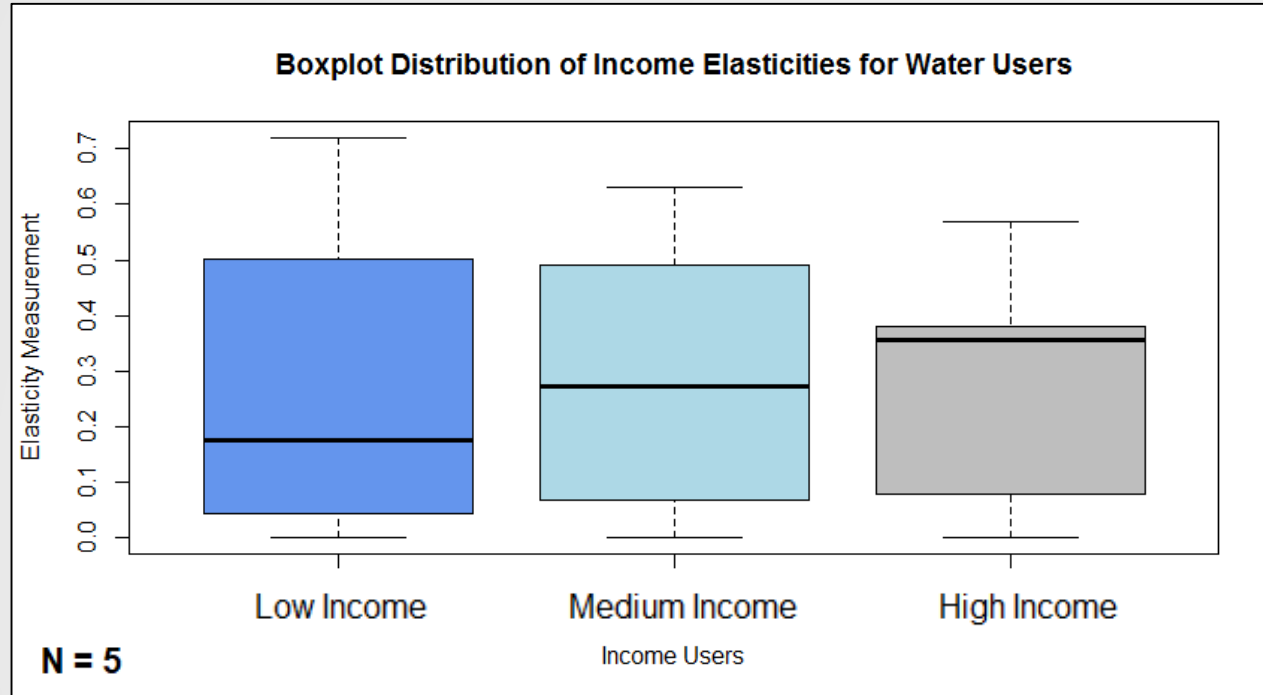 Boxplot Distribution of Income Elasticities for Water Users
Elasticity Measurement
0.7
0.6
0.5
0.4
0.3
0.2
0.1
0.0
Low Income
Medium Income
High Income
Income Users
N = 5